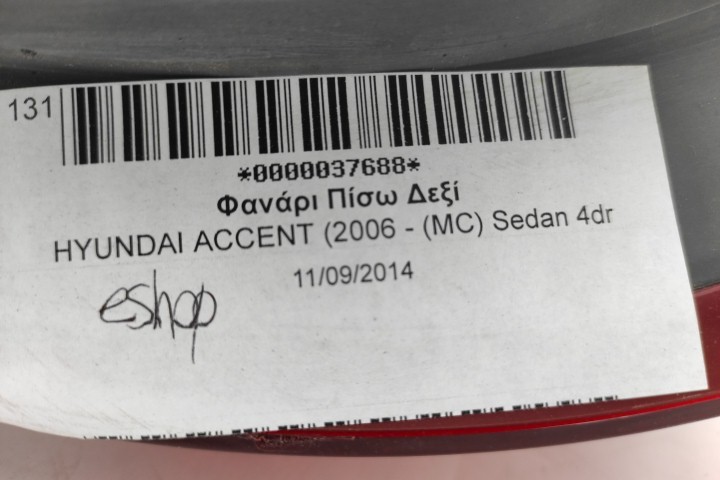 131
*0000037688*
Φανάρι Πίσω Δεξί
HYUNDAI ACCENT (2006 - (MC) Sedan 4dr
11/09/2014
eshop